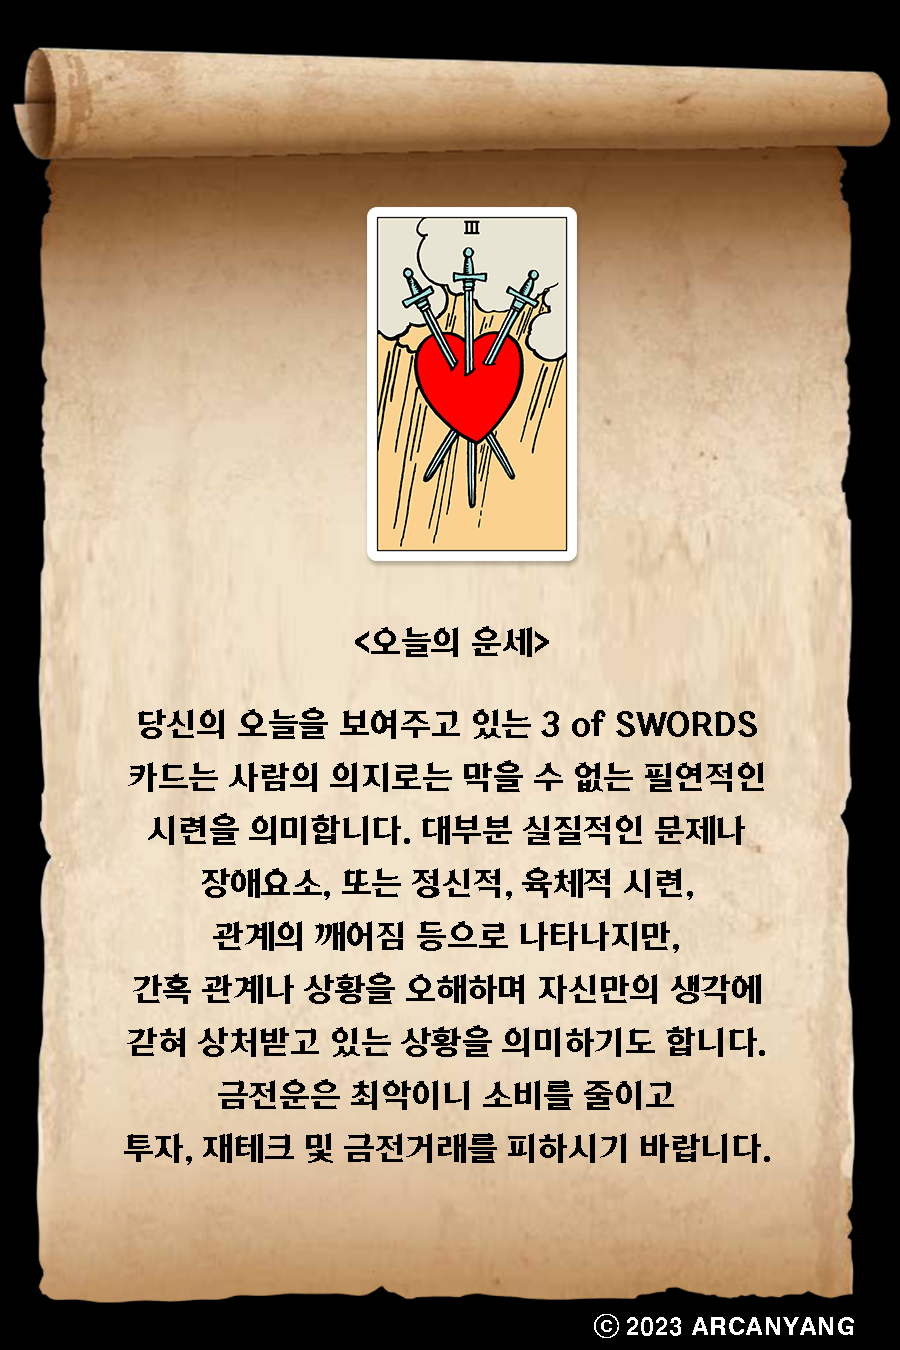 III
<오늘의 운세>
당신의 오늘을 보여주고 있는 3 of SWORDS
카드는 사람의 의지로는 막을 수 없는 필연적인
시련을 의미합니다. 대부분 실질적인 문제나
장애요소, 또는 정신적, 육체적 시련,
관계의 깨어짐 등으로 나타나지만,
간혹 관계나 상황을 오해하며 자신만의 생각에
갇혀 상처받고 있는 상황을 의미하기도 합니다.
금전운은 최악이니 소비를 줄이고
투자, 재테크 및 금전거래를 피하시기 바랍니다.
ⓒ 2023 ARCANYANG